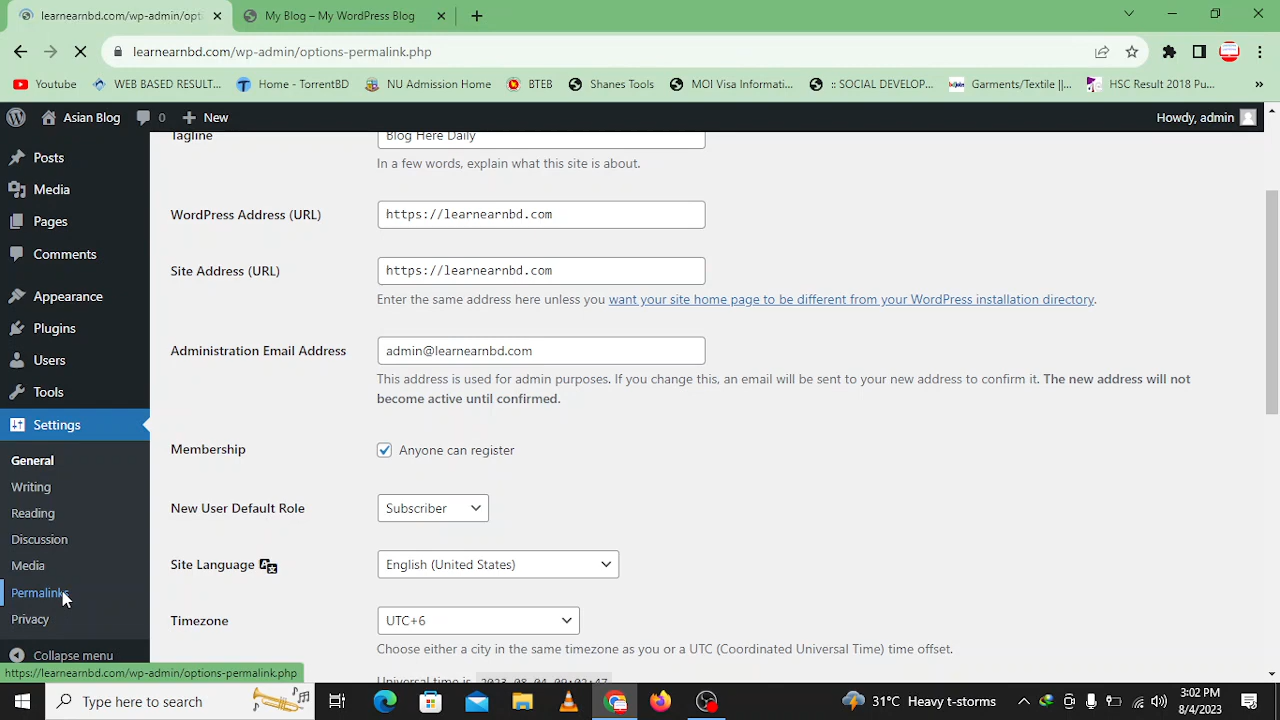 learnearnbd.com/wp-admin/opti
My Blog – My WordPress Blog
learnearnbd.com/wp-admin/options-permalink.php
Youtube
WEB BASED RESULT...
Home - TorrentBD
NU Admission Home
BTEB
Shanes Tools
MOI Visa Informati...
:: SOCIAL DEVELOP...
Garments/Textile ||...
HSC Result 2018 Pu...
Asian Blog
0
New
Howdy, admin
Posts
Media
Pages
Comments
Appearance
Plugins
Users
Tools
Settings
General
Writing
Reading
Discussion
Media
Permalinks
Privacy
Collapse menu
Tagline
Blog Here Daily
In a few words, explain what this site is about.
WordPress Address (URL)
https://learnearnbd.com
Site Address (URL)
https://learnearnbd.com
Enter the same address here unless you want your site home page to be different from your WordPress installation directory.
Administration Email Address
admin@learnearnbd.com
This address is used for admin purposes. If you change this, an email will be sent to your new address to confirm it. The new address will not
become active until confirmed.
Membership
Anyone can register
New User Default Role
Subscriber
Site Language
English (United States)
Timezone
UTC+6
Choose either a city in the same timezone as you or a UTC (Coordinated Universal Time) time offset.
Universal time is 2023-08-04 09:02:47
https://learnearnbd.com/wp-admin/options-permalink.php
Type here to search
31°C Heavy t-storms
3:02 PM
8/4/2023